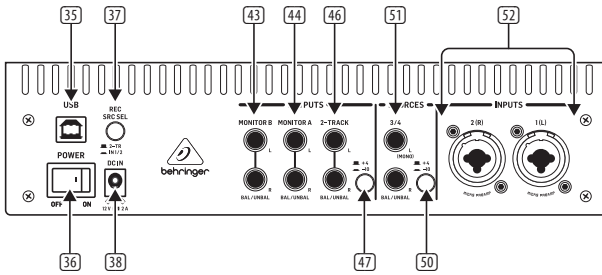 35 37 43 44 46 51 52
USB
REC
SRC SEL
2-TR
IN 1/2
POWER
DC IN
OFF ON
12V 2A
behringer
PUTS
MONITOR B MONITOR A 2-TRACK
L L L
R R R
BAL/UNBAL BAL/UNBAL BAL/UNBAL
+4
-10
RCES
3/4
L
(MONO)
R
BAL/UNBAL
+4
-10
INPUTS
2 (R) 1 (L)
36 38 47 50